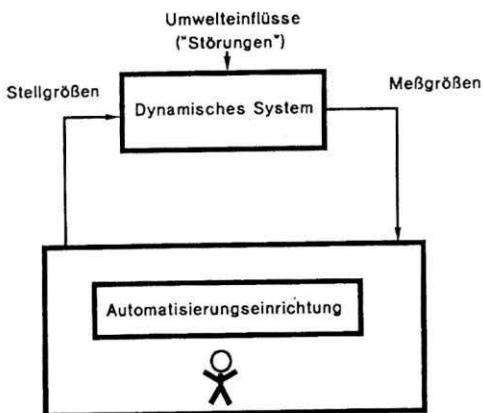 Umwelteinflüsse
("Störungen")
Stellgrößen
Meßgrößen
Dynamisches System
Automatisierungseinrichtung